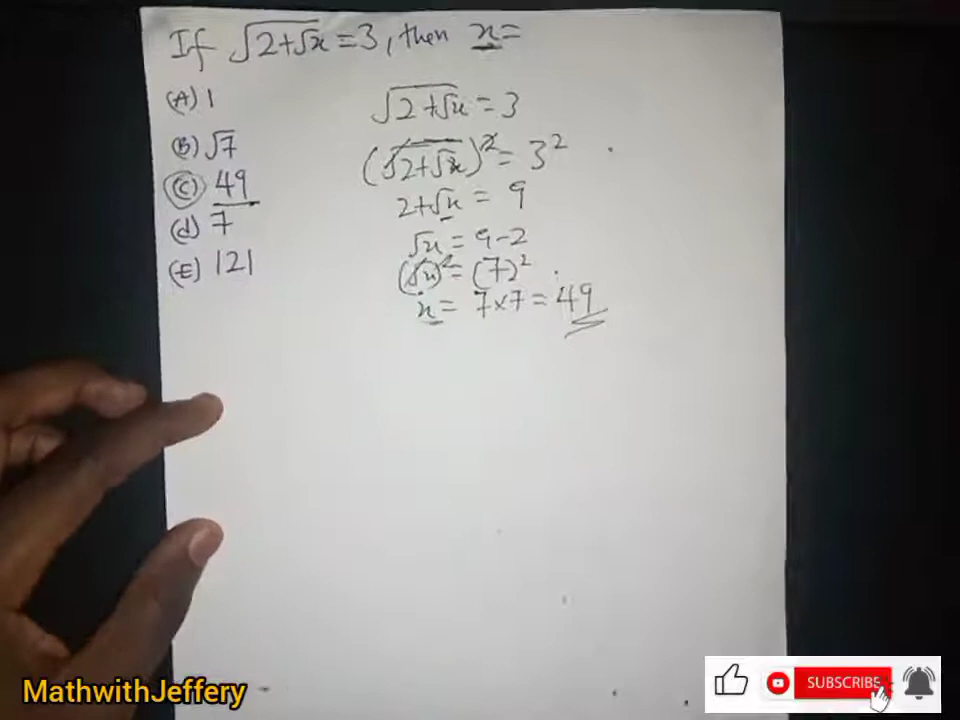 If √2+√x = 3, then x=
(A) 1
(B) √7
(C) 49
(d) 7
(E) 121
√2+√x = 3
(√2+√x)² = 3²
2+√x = 9
√x = 9-2
(√x)² = (7)²
x = 7×7 = 49
MathwithJeffery
SUBSCRIBE